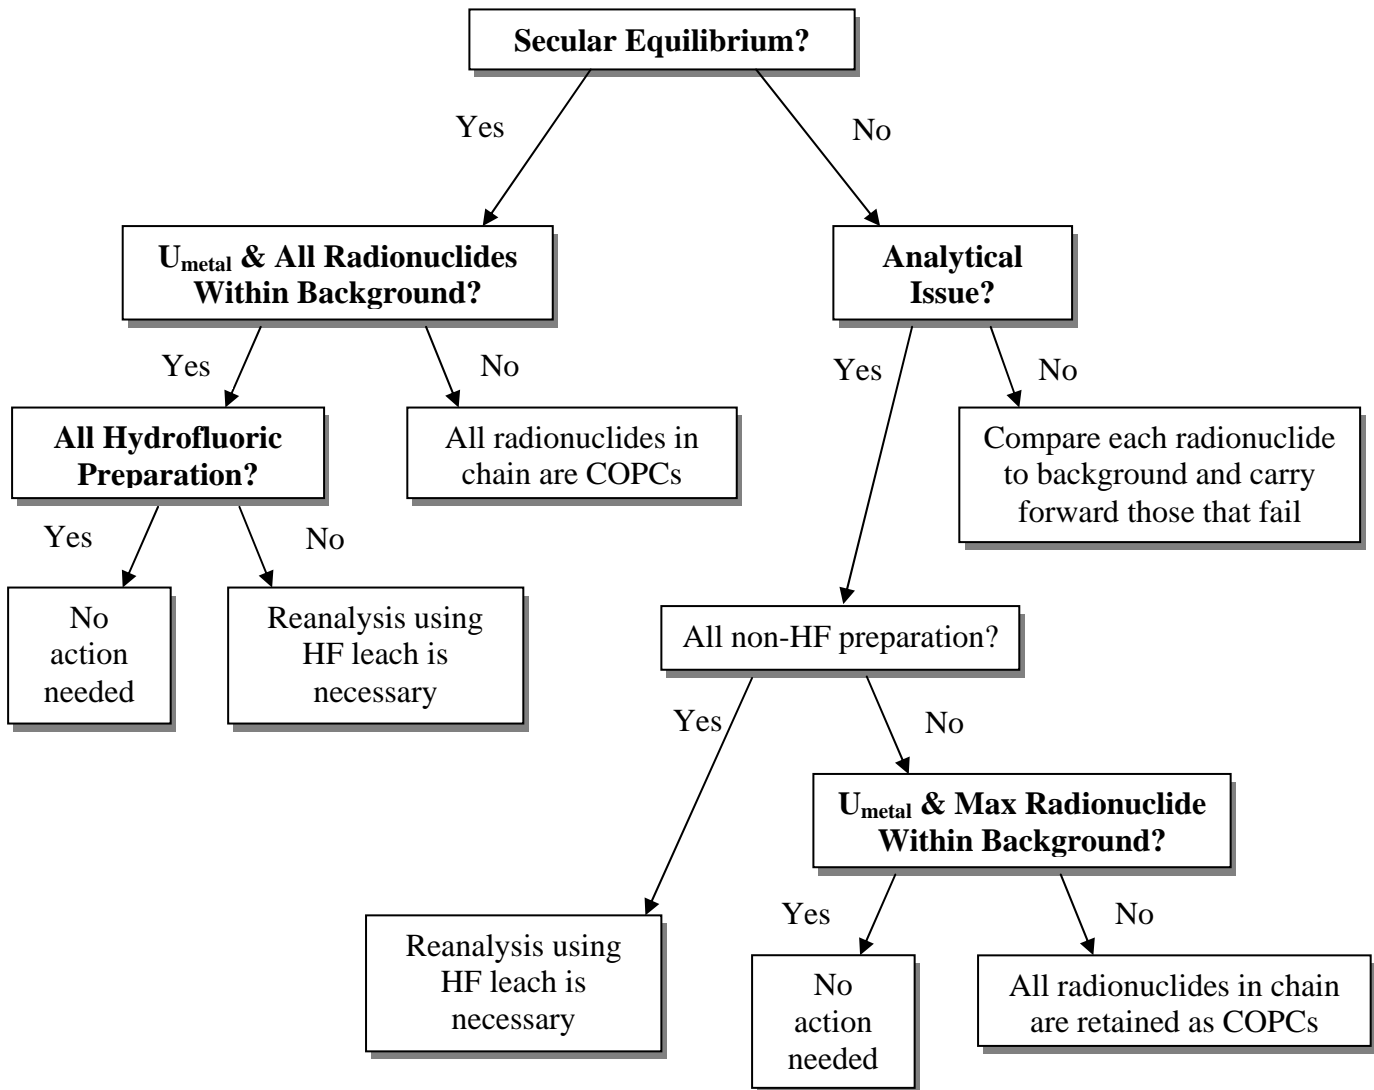 Secular Equilibrium?
Yes
No
U_metal & All Radionuclides
Within Background?
Analytical
Issue?
Yes
No
Yes
No
All Hydrofluoric
Preparation?
All radionuclides in
chain are COPCs
Compare each radionuclide
to background and carry
forward those that fail
Yes
No
No
action
needed
Reanalysis using
HF leach is
necessary
All non-HF preparation?
Yes
No
U_metal & Max Radionuclide
Within Background?
Yes
No
Reanalysis using
HF leach is
necessary
No
action
needed
All radionuclides in chain
are retained as COPCs